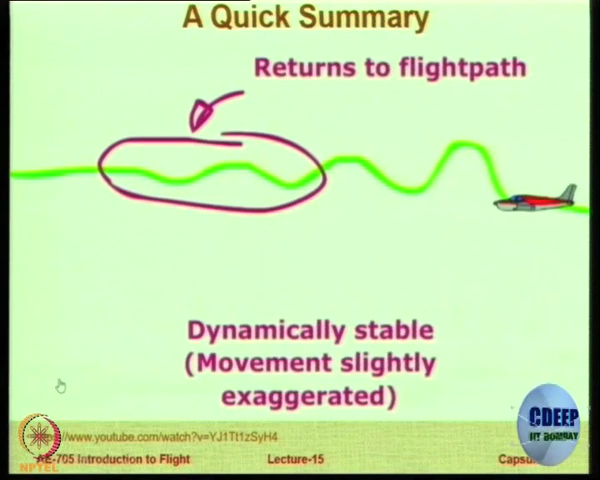 A Quick Summary
Returns to flightpath
Dynamically stable
(Movement slightly
exaggerated)
www.youtube.com/watch?v=YJ1Tt1zSyH4
AE-705 Introduction to Flight
Lecture-15
Capsu
CDEEP
IIT BOMBAY
NPTEL